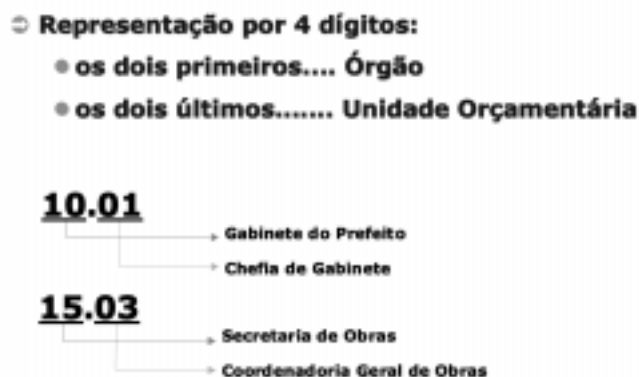 Representação por 4 dígitos:
os dois primeiros.... Órgão
os dois últimos....... Unidade Orçamentária
10.01
Gabinete do Prefeito
Chefia de Gabinete
15.03
Secretaria de Obras
Coordenadoria Geral de Obras